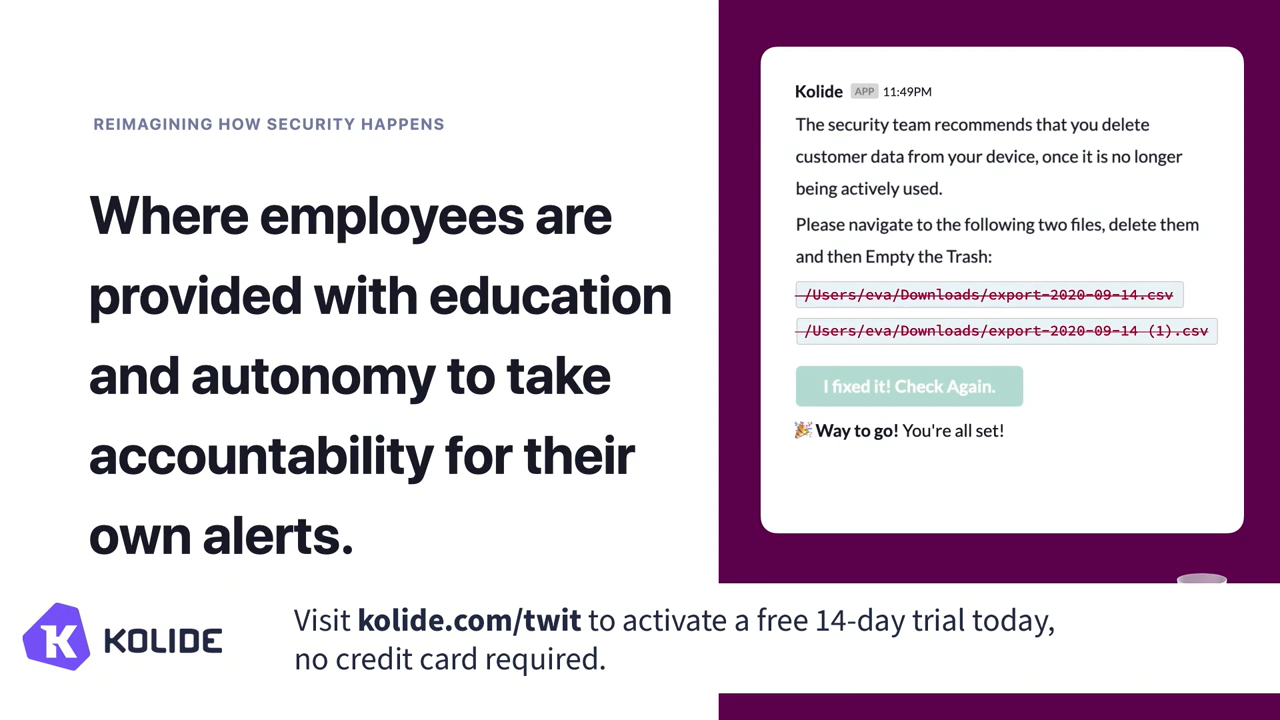 REIMAGINING HOW SECURITY HAPPENS
Where employees are
provided with education
and autonomy to take
accountability for their
own alerts.
Kolide APP 11:49PM
The security team recommends that you delete
customer data from your device, once it is no longer
being actively used.
Please navigate to the following two files, delete them
and then Empty the Trash:
/Users/eva/Downloads/export-2020-09-14.csv
/Users/eva/Downloads/export-2020-09-14 (1).csv
I fixed it! Check Again.
🎉 Way to go! You're all set!
K KOLIDE
Visit kolide.com/twit to activate a free 14-day trial today,
no credit card required.